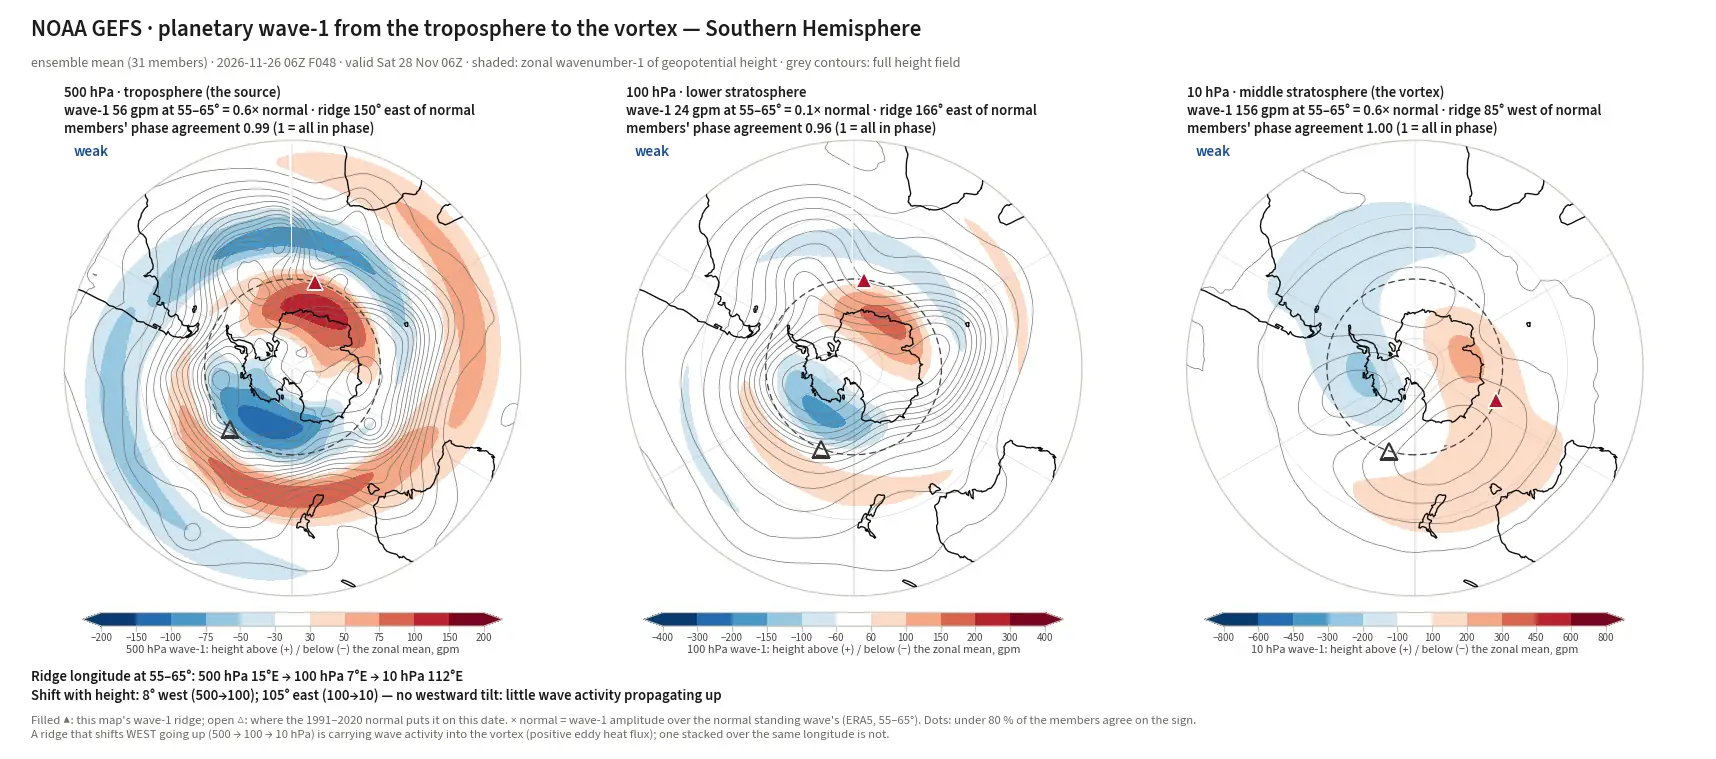 NOAA GEFS · planetary wave-1 from the troposphere to the vortex — Southern Hemisphere
ensemble mean (31 members) · 2026-11-26 06Z F048 · valid Sat 28 Nov 06Z · shaded: zonal wavenumber-1 of geopotential height · grey contours: full height field
500 hPa · troposphere (the source)
wave-1 56 gpm at 55–65° = 0.6× normal · ridge 150° east of normal
members' phase agreement 0.99 (1 = all in phase)
weak
100 hPa · lower stratosphere
wave-1 24 gpm at 55–65° = 0.1× normal · ridge 166° east of normal
members' phase agreement 0.96 (1 = all in phase)
weak
10 hPa · middle stratosphere (the vortex)
wave-1 156 gpm at 55–65° = 0.6× normal · ridge 85° west of normal
members' phase agreement 1.00 (1 = all in phase)
weak
−200 −150 −100 −75 −50 −30 30 50 75 100 150 200
500 hPa wave-1: height above (+) / below (−) the zonal mean, gpm
−400 −300 −200 −150 −100 −60 60 100 150 200 300 400
100 hPa wave-1: height above (+) / below (−) the zonal mean, gpm
−800 −600 −450 −300 −200 −100 100 200 300 450 600 800
10 hPa wave-1: height above (+) / below (−) the zonal mean, gpm
Ridge longitude at 55–65°: 500 hPa 15°E → 100 hPa 7°E → 10 hPa 112°E
Shift with height: 8° west (500→100); 105° east (100→10) — no westward tilt: little wave activity propagating up
Filled ▲: this map's wave-1 ridge; open △: where the 1991–2020 normal puts it on this date. × normal = wave-1 amplitude over the normal standing wave's (ERA5, 55–65°). Dots: under 80 % of the members agree on the sign.
A ridge that shifts WEST going up (500 → 100 → 10 hPa) is carrying wave activity into the vortex (positive eddy heat flux); one stacked over the same longitude is not.